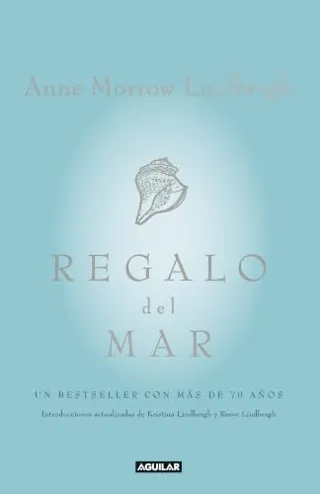 Anne Morrow Lindbergh
REGALO
del
MAR
UN BESTSELLER CON MÁS DE 70 AÑOS
Introducciones actualizadas de Kristina Lindbergh y Reeve Lindbergh
AGUILAR